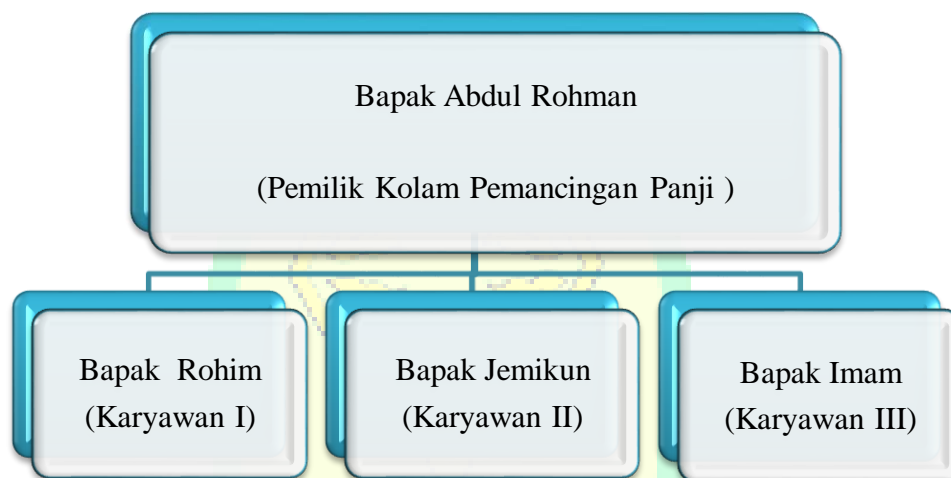 Bapak Abdul Rohman
(Pemilik Kolam Pemancingan Panji )
Bapak Rohim
(Karyawan I)
Bapak Jemikun
(Karyawan II)
Bapak Imam
(Karyawan III)